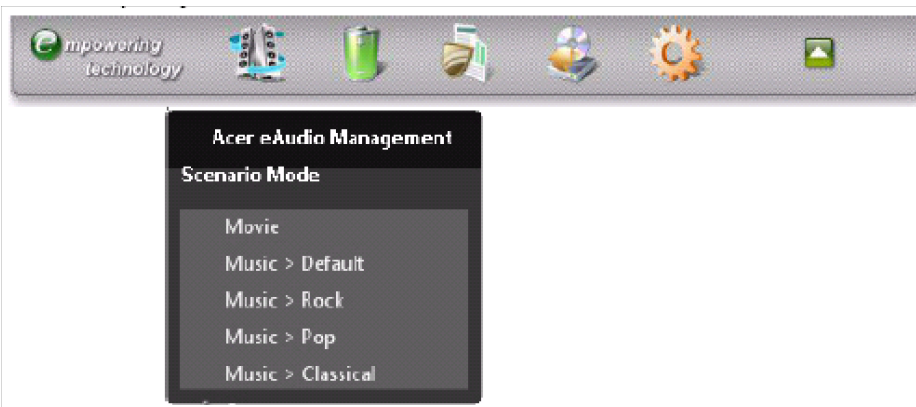 empowering
technology
Acer eAudio Management
Scenario Mode
Movie
Music > Default
Music > Rock
Music > Pop
Music > Classical